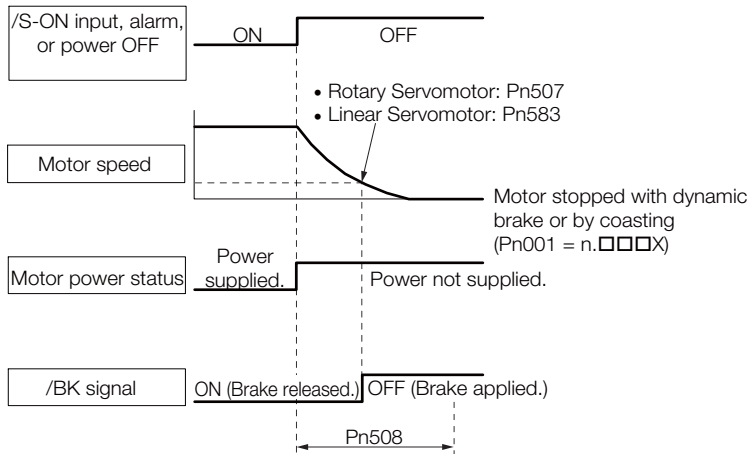 /S-ON input, alarm,
or power OFF
ON
OFF
• Rotary Servomotor: Pn507
• Linear Servomotor: Pn583
Motor speed
Motor stopped with dynamic
brake or by coasting
(Pn001 = n.□□□X)
Motor power status
Power
supplied.
Power not supplied.
/BK signal
ON (Brake released.)
OFF (Brake applied.)
Pn508